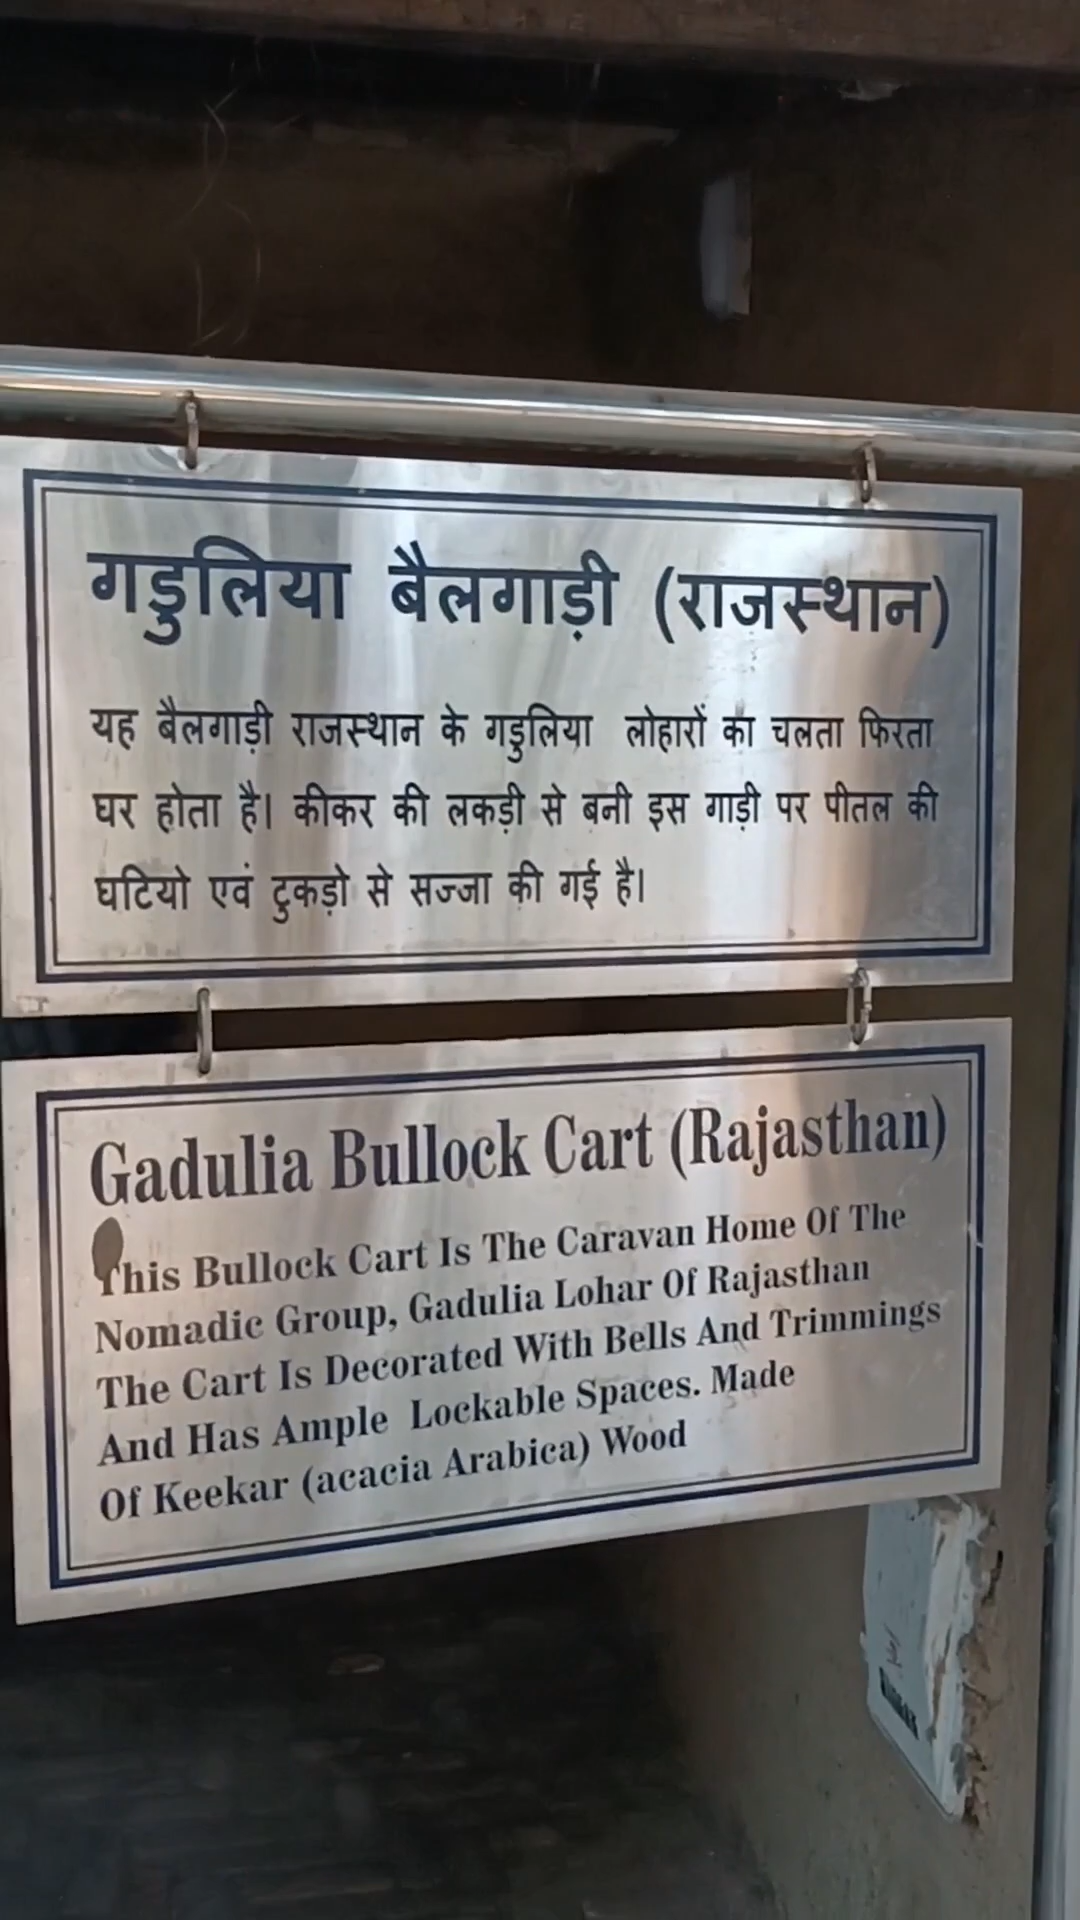 गडुलिया बैलगाड़ी (राजस्थान)
यह बैलगाड़ी राजस्थान के गडुलिया लोहारों का चलता फिरता
घर होता है। कीकर की लकड़ी से बनी इस गाड़ी पर पीतल की
घटियो एवं टुकड़ो से सज्जा की गई है।
Gadulia Bullock Cart (Rajasthan)
This Bullock Cart Is The Caravan Home Of The
Nomadic Group, Gadulia Lohar Of Rajasthan
The Cart Is Decorated With Bells And Trimmings
And Has Ample Lockable Spaces. Made
Of Keekar (acacia Arabica) Wood